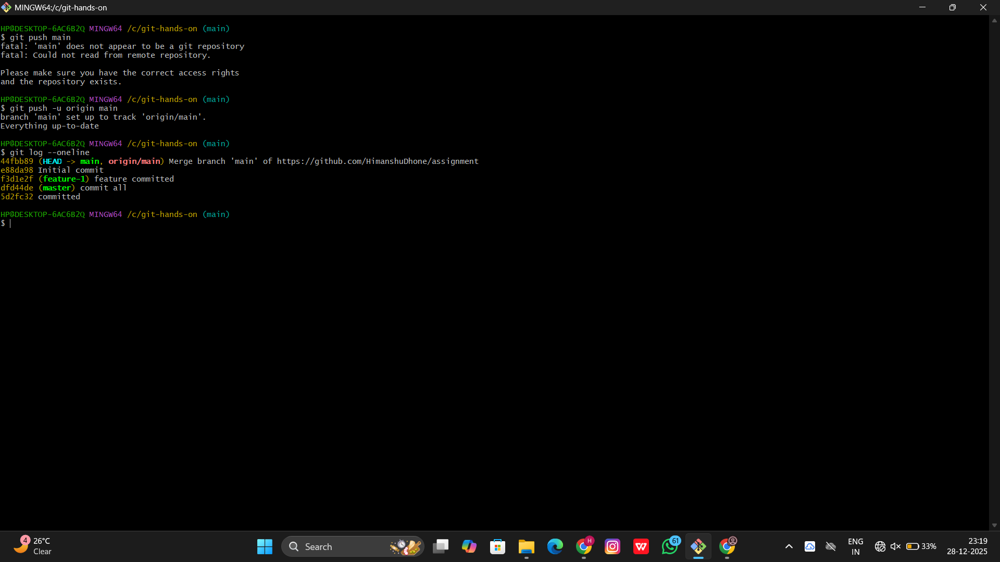 MINGW64:/c/git-hands-on
HP@DESKTOP-6AC6B2Q MINGW64 /c/git-hands-on (main)
$ git push main
fatal: 'main' does not appear to be a git repository
fatal: Could not read from remote repository.
Please make sure you have the correct access rights
and the repository exists.
HP@DESKTOP-6AC6B2Q MINGW64 /c/git-hands-on (main)
$ git push -u origin main
branch 'main' set up to track 'origin/main'.
Everything up-to-date
HP@DESKTOP-6AC6B2Q MINGW64 /c/git-hands-on (main)
$ git log --oneline
44fbb89 (HEAD -> main, origin/main) Merge branch 'main' of https://github.com/HimanshuDhone/assignment
e88da98 Initial commit
f3d1e2f (feature-1) feature committed
dfd44de (master) commit all
5d2fc32 committed
HP@DESKTOP-6AC6B2Q MINGW64 /c/git-hands-on (main)
$
4
26°C
Clear
Search
H
W
61
ENG
IN
33%
23:19
28-12-2025